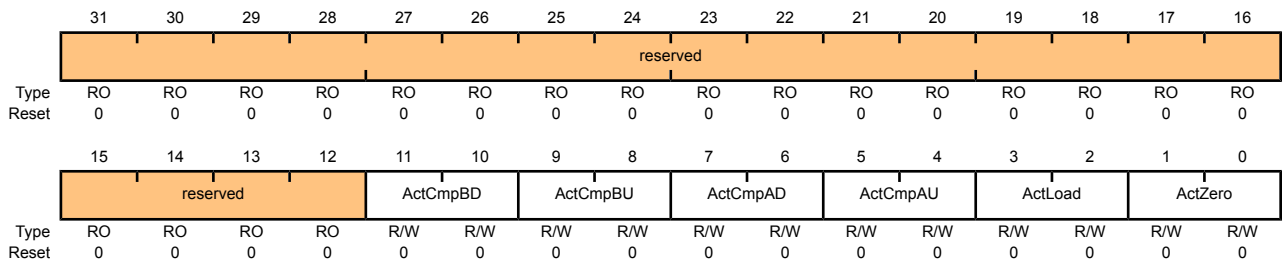 31 30 29 28 27 26 25 24 23 22 21 20 19 18 17 16
reserved
Type RO RO RO RO RO RO RO RO RO RO RO RO RO RO RO RO
Reset 0 0 0 0 0 0 0 0 0 0 0 0 0 0 0 0
15 14 13 12 11 10 9 8 7 6 5 4 3 2 1 0
reserved ActCmpBD ActCmpBU ActCmpAD ActCmpAU ActLoad ActZero
Type RO RO RO RO R/W R/W R/W R/W R/W R/W R/W R/W R/W R/W R/W R/W
Reset 0 0 0 0 0 0 0 0 0 0 0 0 0 0 0 0